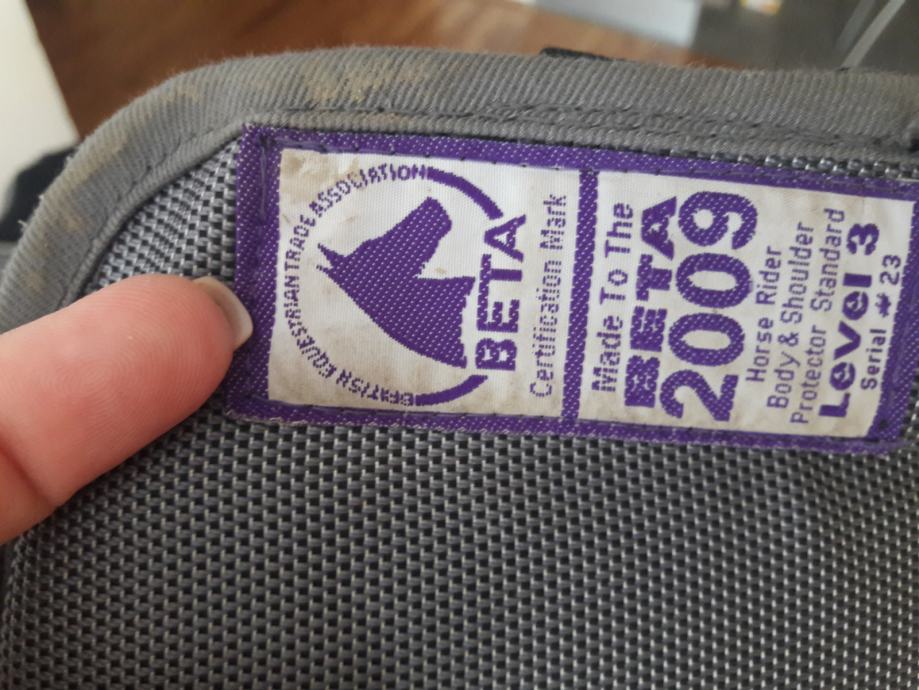 BRITISH EQUESTRIAN TRADE ASSOCIATION
BETA
Certification Mark
Made To The
BETA
2009
Horse Rider
Body & Shoulder
Protector Standard
Level 3
Serial # 23